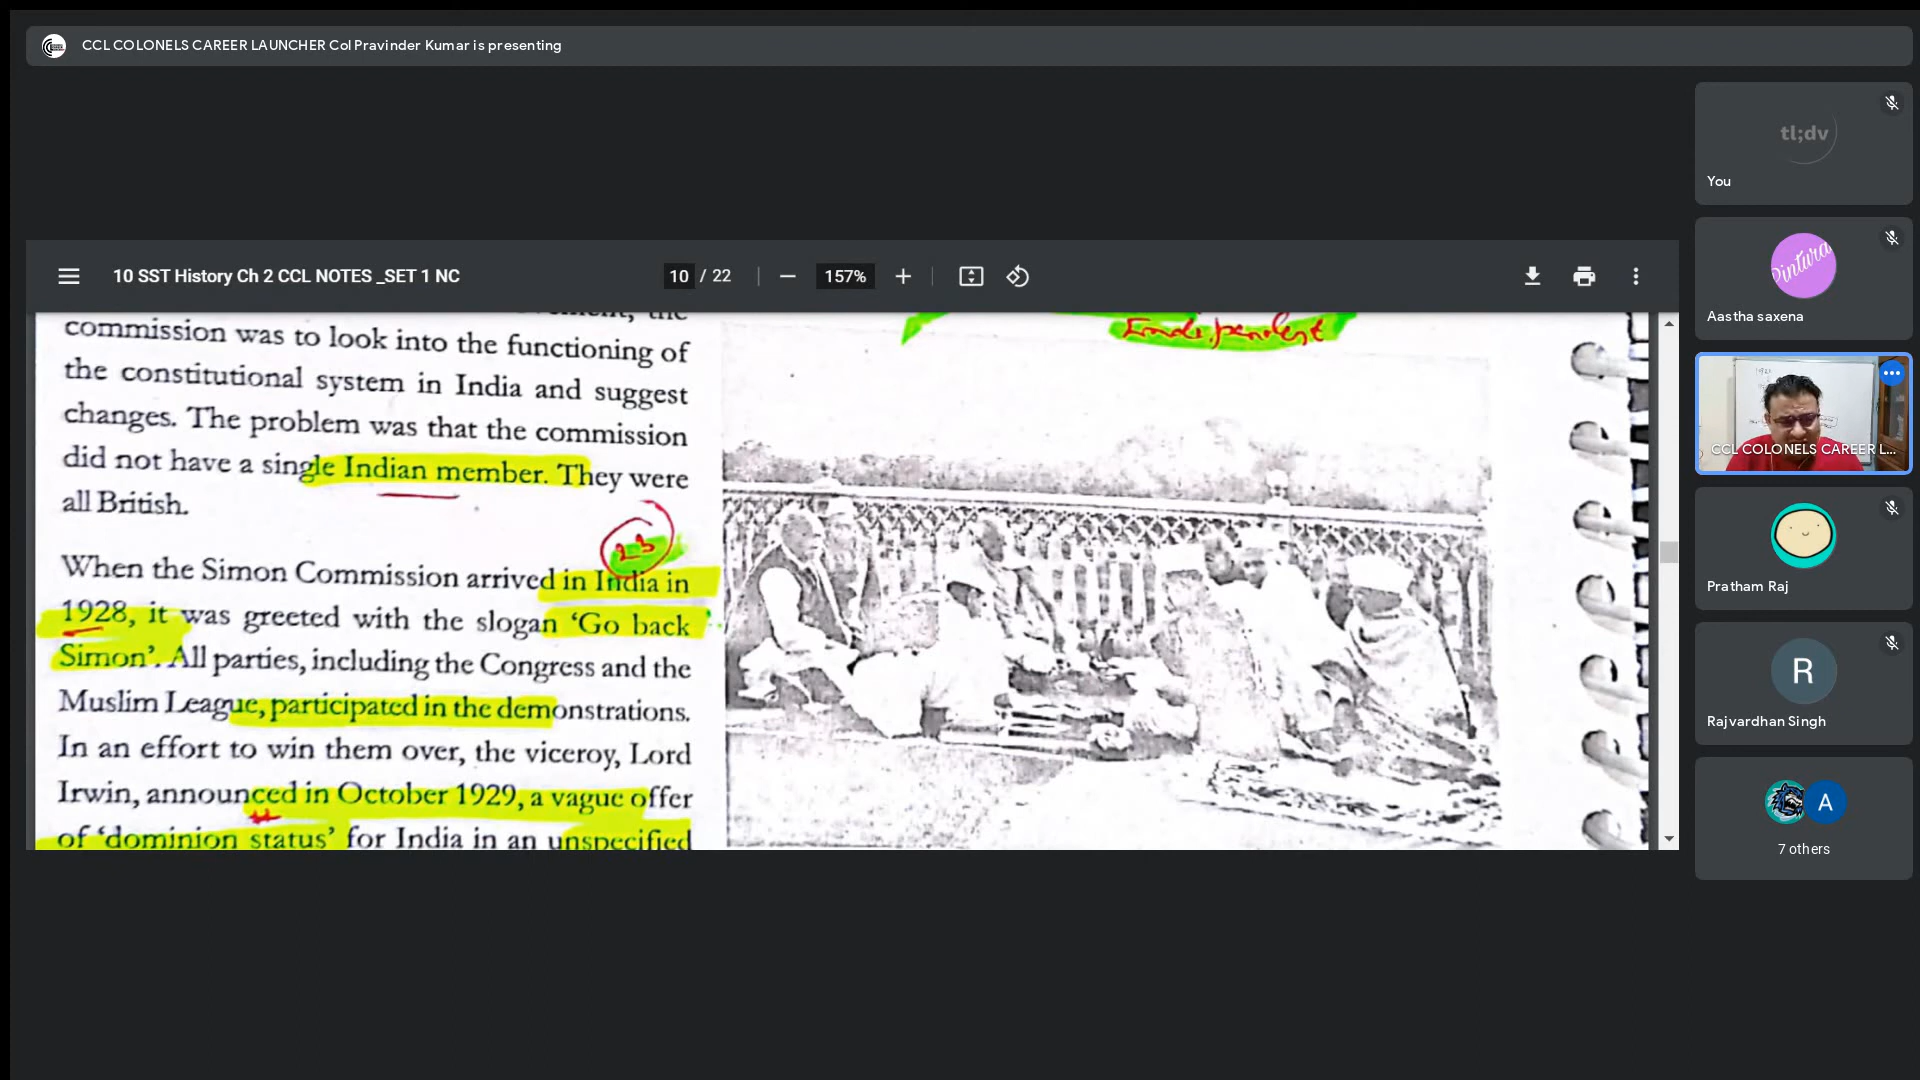 CCL COLONELS CAREER LAUNCHER Col Pravinder Kumar is presenting
10 SST History Ch 2 CCL NOTES _SET 1 NC
10 / 22
157%
commission was to look into the functioning of
the constitutional system in India and suggest
changes. The problem was that the commission
did not have a single Indian member. They were
all British.
23
When the Simon Commission arrived in India in
1928, it was greeted with the slogan ‘Go back
Simon’. All parties, including the Congress and the
Muslim League, participated in the demonstrations.
In an effort to win them over, the viceroy, Lord
Irwin, announced in October 1929, a vague offer
of ‘dominion status’ for India in an unspecified
tl;dv
You
Pintura
Aastha saxena
CCL COLONELS CAREER L...
Pratham Raj
R
Rajvardhan Singh
A
7 others